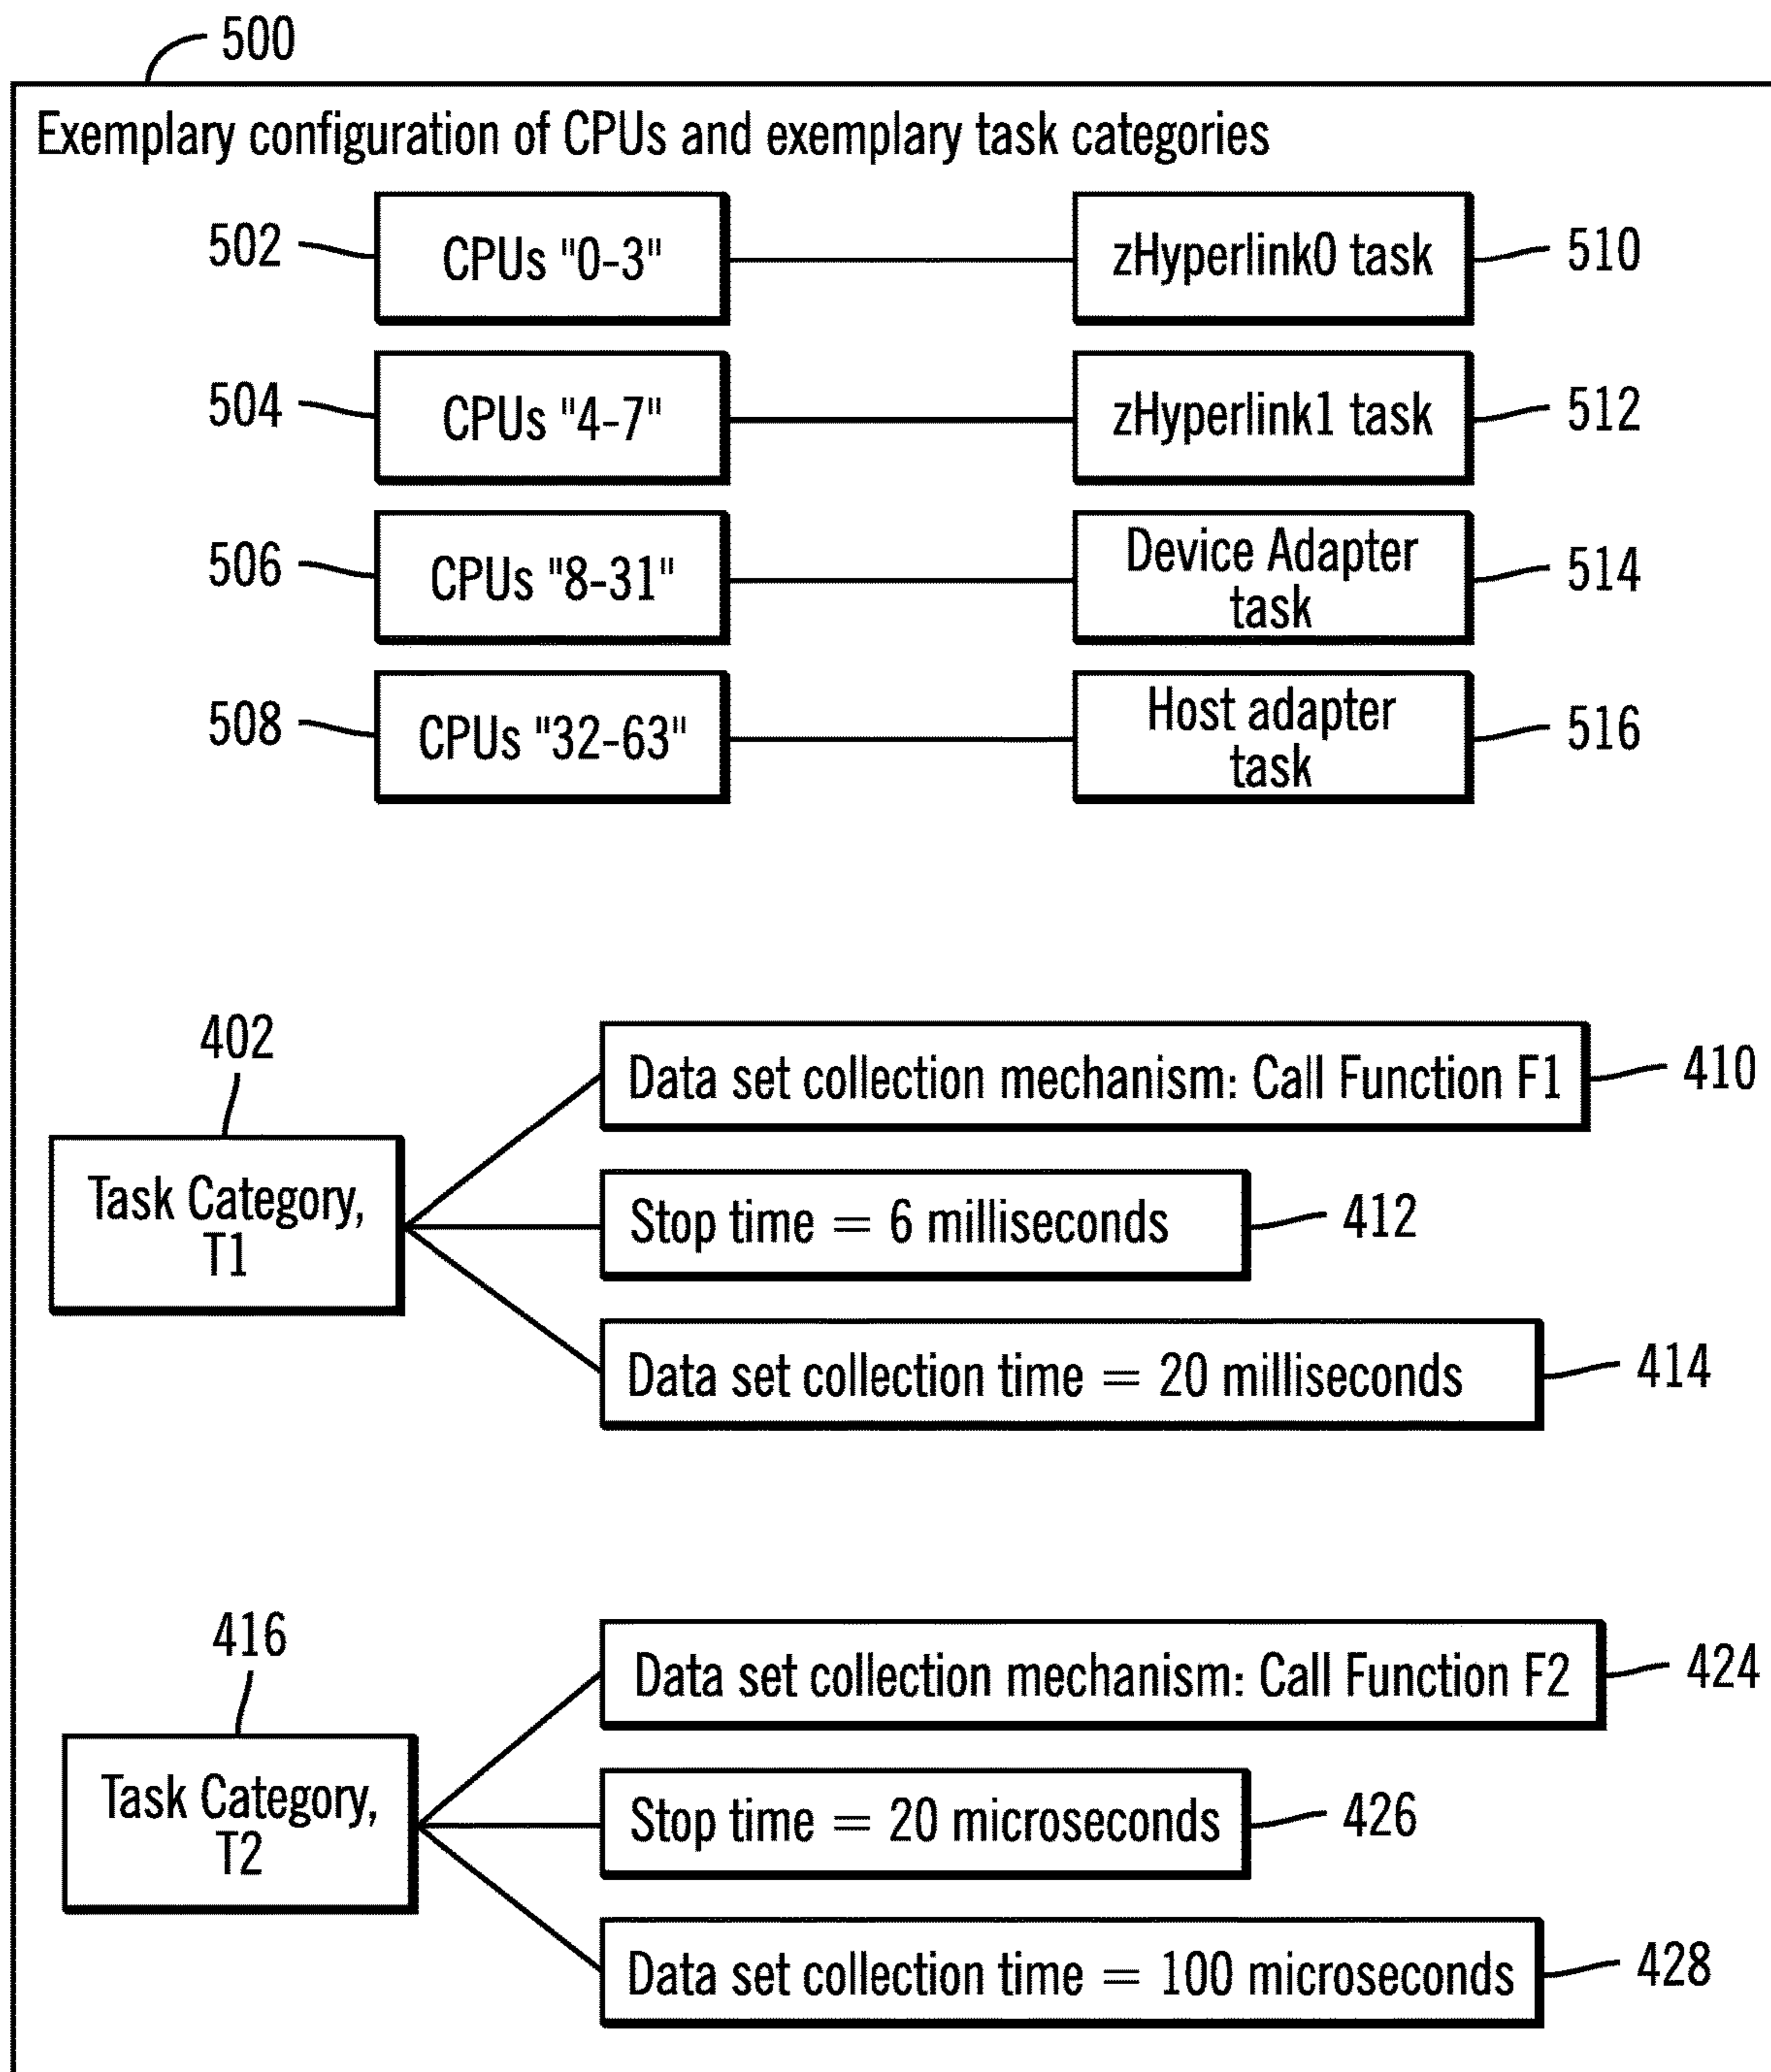 500
Exemplary configuration of CPUs and exemplary task categories
502
CPUs "0-3"
zHyperlink0 task
510
504
CPUs "4-7"
zHyperlink1 task
512
506
CPUs "8-31"
Device Adapter
task
514
508
CPUs "32-63"
Host adapter
task
516
402
Task Category,
T1
Data set collection mechanism: Call Function F1
410
Stop time = 6 milliseconds
412
Data set collection time = 20 milliseconds
414
416
Task Category,
T2
Data set collection mechanism: Call Function F2
424
Stop time = 20 microseconds
426
Data set collection time = 100 microseconds
428